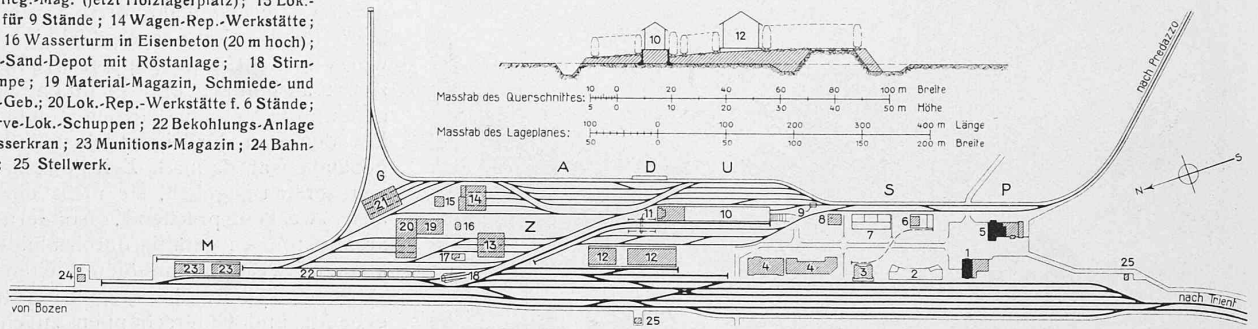 -Mag. (jetzt Holzlagerplatz); 13 Lok.-
für 9 Stände; 14 Wagen-Rep.-Werkstätte;
16 Wasserturm in Eisenbeton (20 m hoch);
-Sand-Depot mit Röstanlage; 18 Stirn-
mpe; 19 Material-Magazin, Schmiede- und
-Geb.; 20 Lok.-Rep.-Werkstätte f. 6 Stände;
rve-Lok.-Schuppen; 22 Bekohlungs-Anlage
sserkran; 23 Munitions-Magazin; 24 Bahn-
; 25 Stellwerk.
10 12
Masstab des Querschnittes: 10 0 20 40 60 80 100 m Breite
5 0 10 20 30 40 50 m Höhe
Masstab des Lageplanes: 100 0 100 200 300 400 m Länge
50 0 50 100 150 200 m Breite
nach Predazzo
N S
G A D U S P
21 15 14 11 10 9 8 7 6 5
20 19 16 Z 13 17
M
12 12 4 4 3 2 1
24 23 23 22 18 25
von Bozen
25
nach Trient